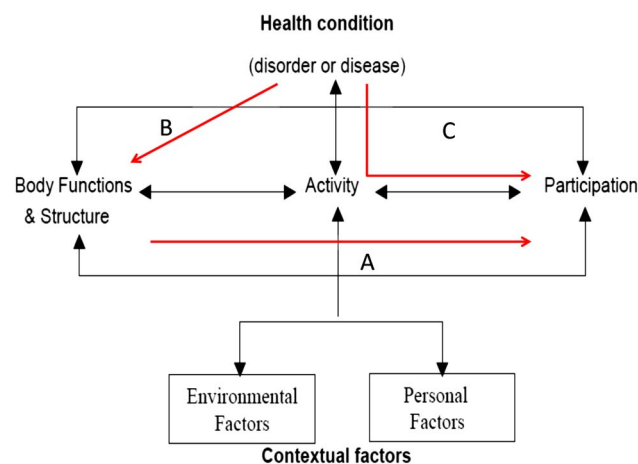 Health condition
(disorder or disease)
B
C
Body Functions
& Structure
Activity
Participation
A
Environmental
Factors
Personal
Factors
Contextual factors